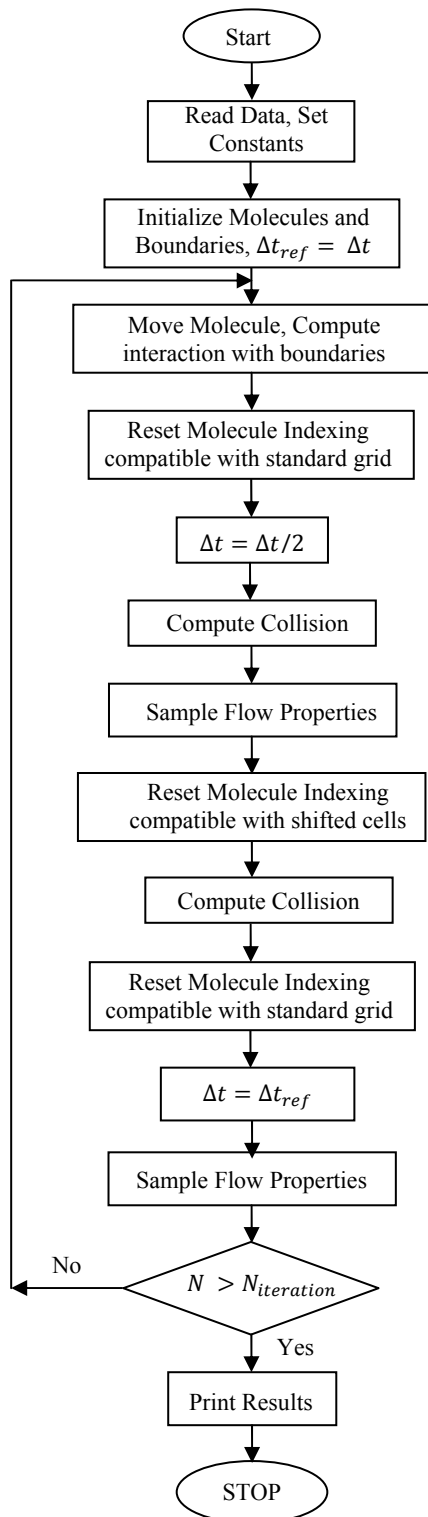 Start
Read Data, Set
Constants
Initialize Molecules and
Boundaries, Δt_ref = Δt
Move Molecule, Compute
interaction with boundaries
Reset Molecule Indexing
compatible with standard grid
Δt = Δt/2
Compute Collision
Sample Flow Properties
Reset Molecule Indexing
compatible with shifted cells
Compute Collision
Reset Molecule Indexing
compatible with standard grid
Δt = Δt_ref
Sample Flow Properties
No
N > N_iteration
Yes
Print Results
STOP